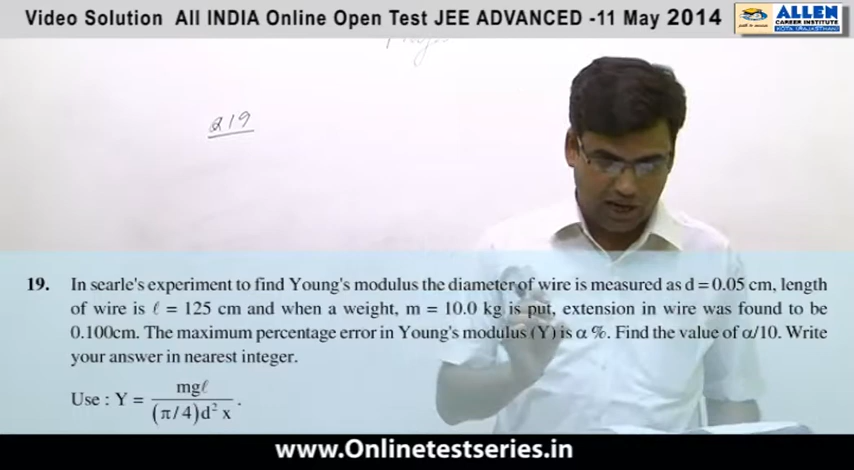 Video Solution All INDIA Online Open Test JEE ADVANCED -11 May 2014
ALLEN
CAREER INSTITUTE
KOTA (RAJASTHAN)
Q19
19. In searle's experiment to find Young's modulus the diameter of wire is measured as d = 0.05 cm, length
of wire is ℓ = 125 cm and when a weight, m = 10.0 kg is put, extension in wire was found to be
0.100cm. The maximum percentage error in Young's modulus (Y) is α %. Find the value of α/10. Write
your answer in nearest integer.
Use : Y = mgℓ / (π/4)d² x .
www.Onlinetestseries.in